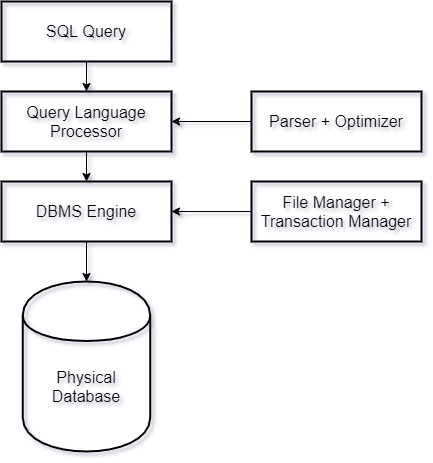 SQL Query
Query Language
Processor
Parser + Optimizer
DBMS Engine
File Manager +
Transaction Manager
Physical
Database